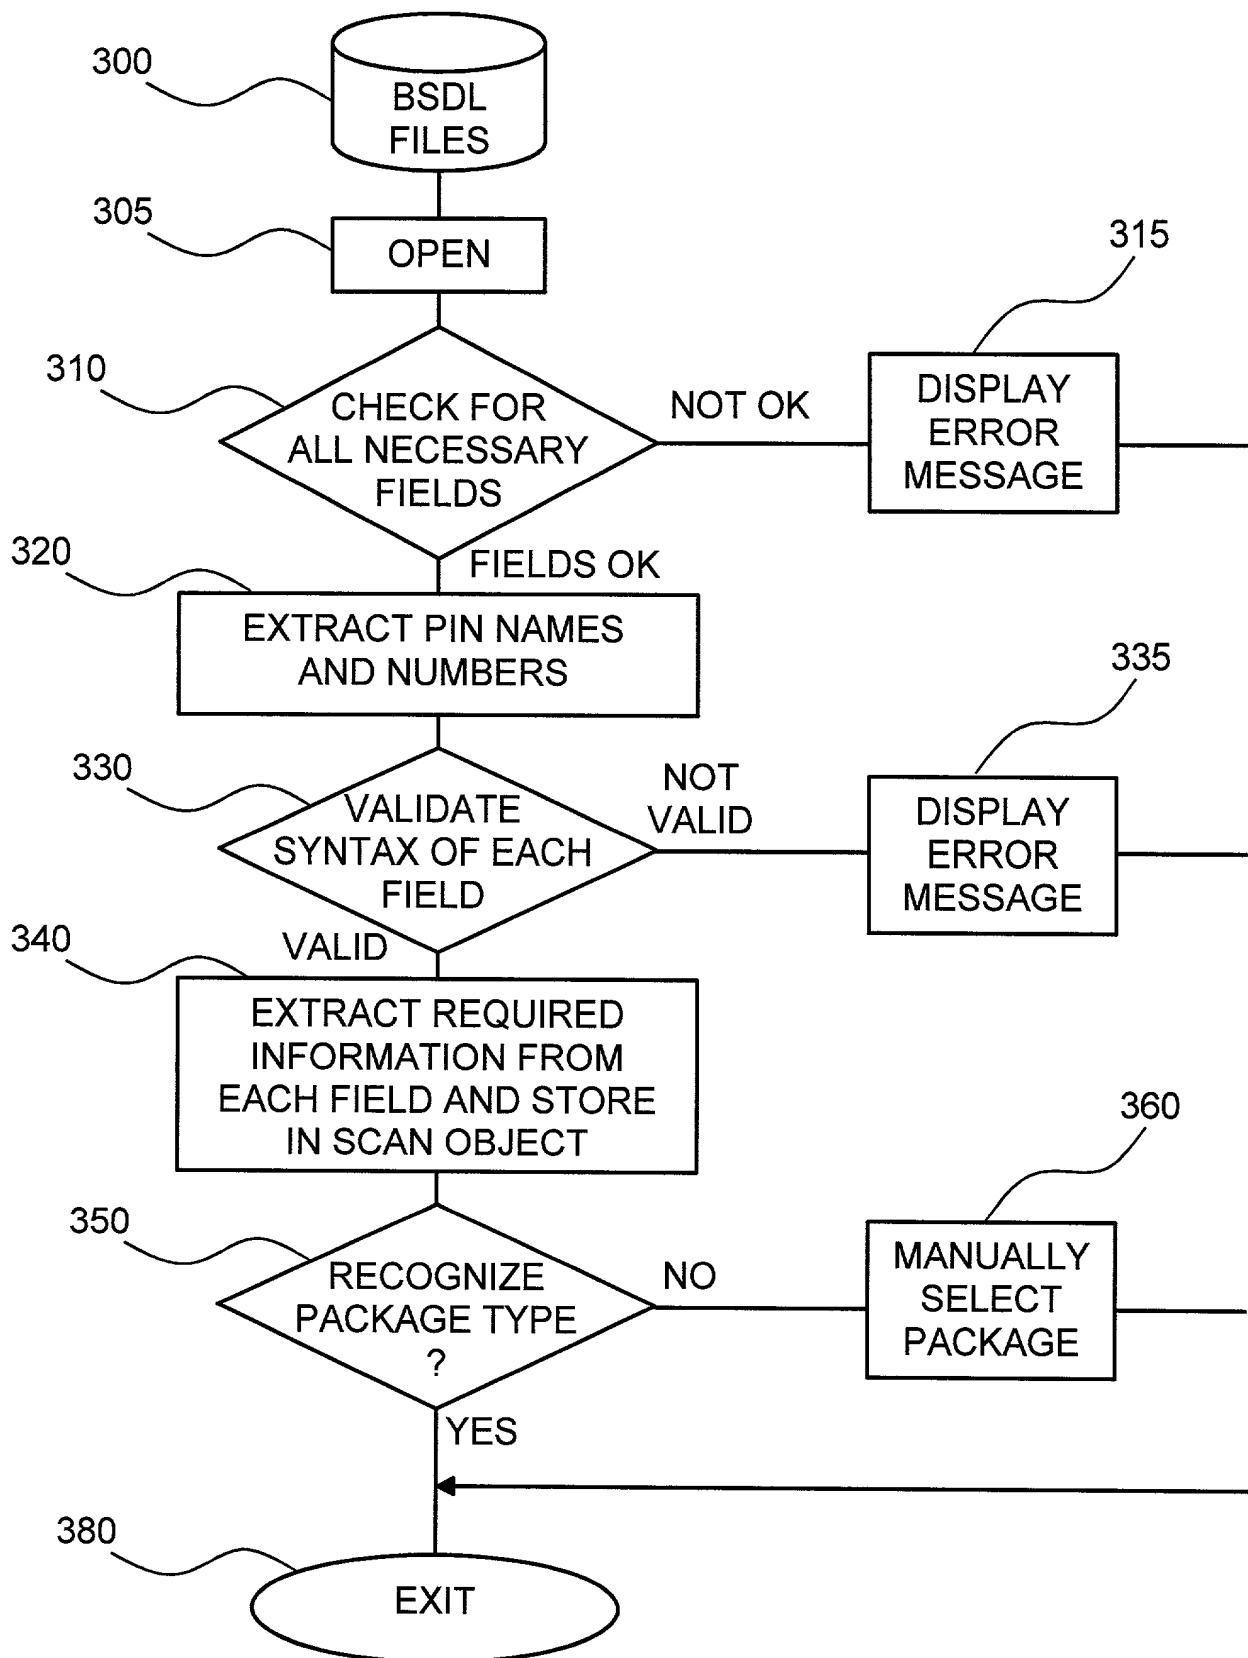 300
BSDL
FILES
305
OPEN
315
310
CHECK FOR
ALL NECESSARY
FIELDS
NOT OK
DISPLAY
ERROR
MESSAGE
320
FIELDS OK
EXTRACT PIN NAMES
AND NUMBERS
335
330
VALIDATE
SYNTAX OF EACH
FIELD
NOT
VALID
DISPLAY
ERROR
MESSAGE
340
VALID
EXTRACT REQUIRED
INFORMATION FROM
EACH FIELD AND STORE
IN SCAN OBJECT
360
350
RECOGNIZE
PACKAGE TYPE
?
NO
MANUALLY
SELECT
PACKAGE
YES
380
EXIT